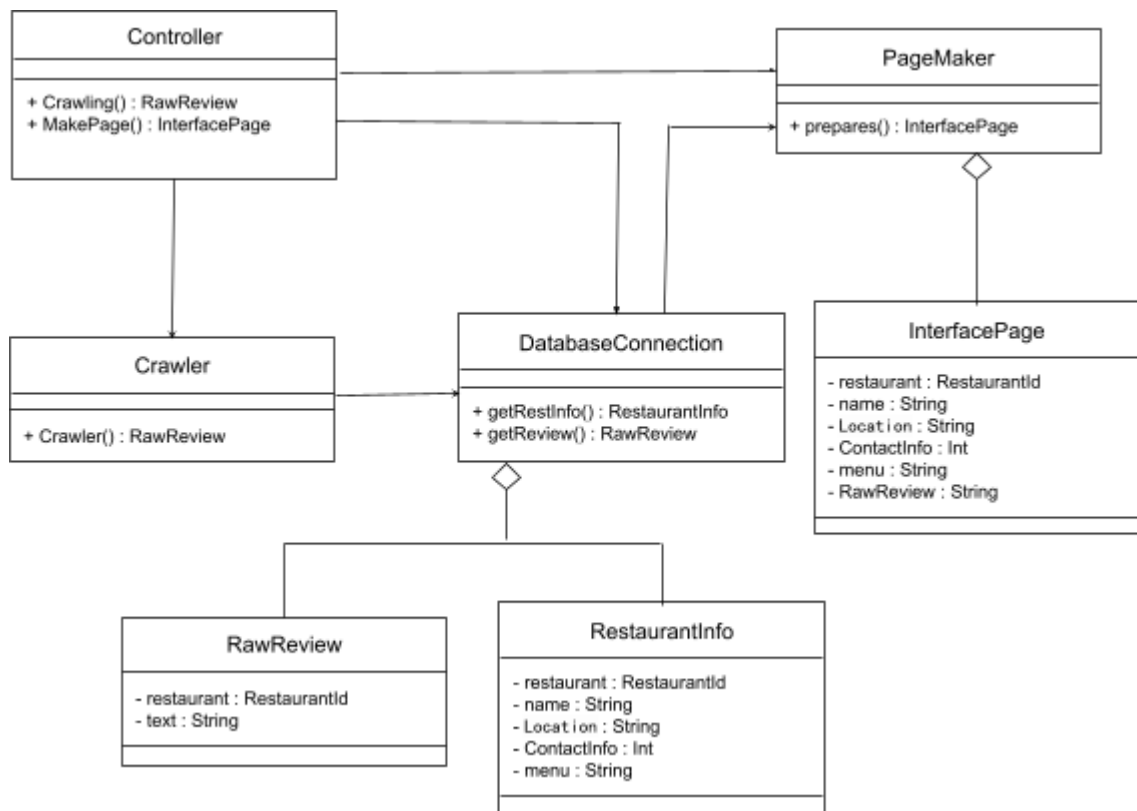 Controller
+ Crawling() : RawReview
+ MakePage() : InterfacePage
PageMaker
+ prepares() : InterfacePage
Crawler
+ Crawler() : RawReview
DatabaseConnection
+ getRestInfo() : RestaurantInfo
+ getReview() : RawReview
InterfacePage
- restaurant : RestaurantId
- name : String
- Location : String
- ContactInfo : Int
- menu : String
- RawReview : String
RawReview
- restaurant : RestaurantId
- text : String
RestaurantInfo
- restaurant : RestaurantId
- name : String
- Location : String
- ContactInfo : Int
- menu : String